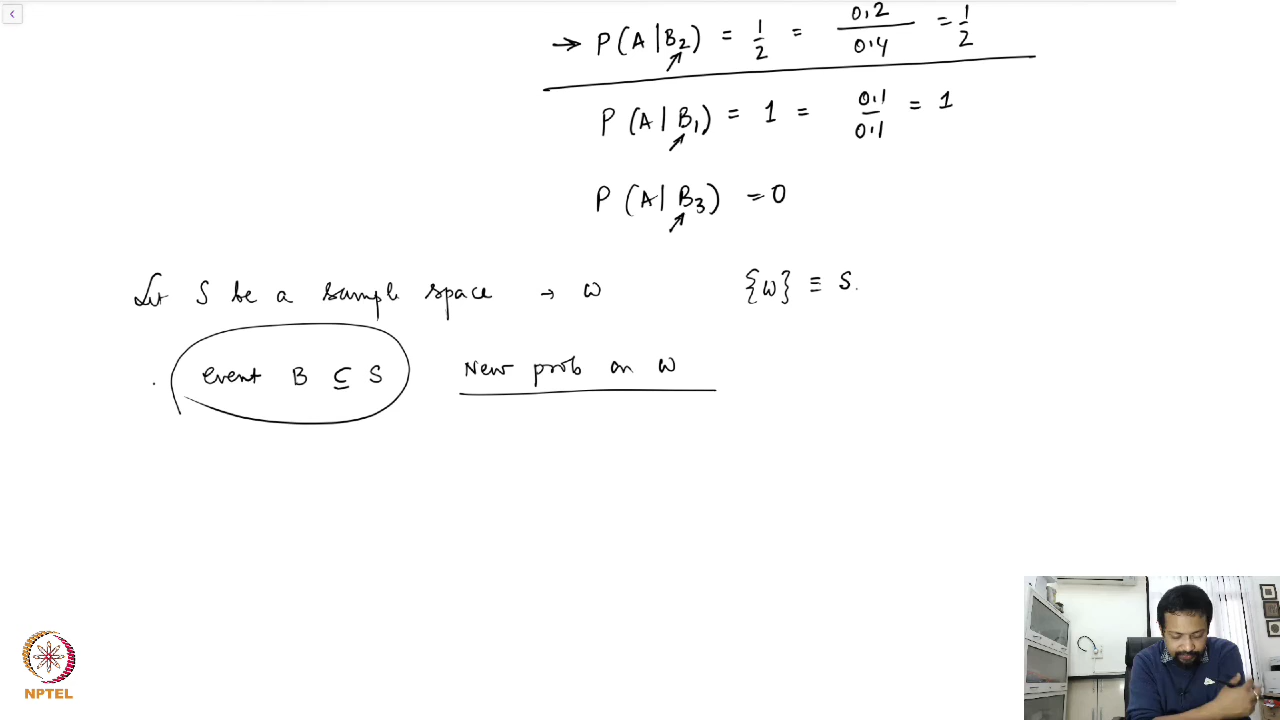 → P(A|B₂) = 1/2 = 0.2/0.4 = 1/2
P(A|B₁) = 1 = 0.1/0.1 = 1
P(A|B₃) = 0
Let S be a sample space → ω {ω} ≡ S.
event B ⊆ S New prob on ω
NPTEL